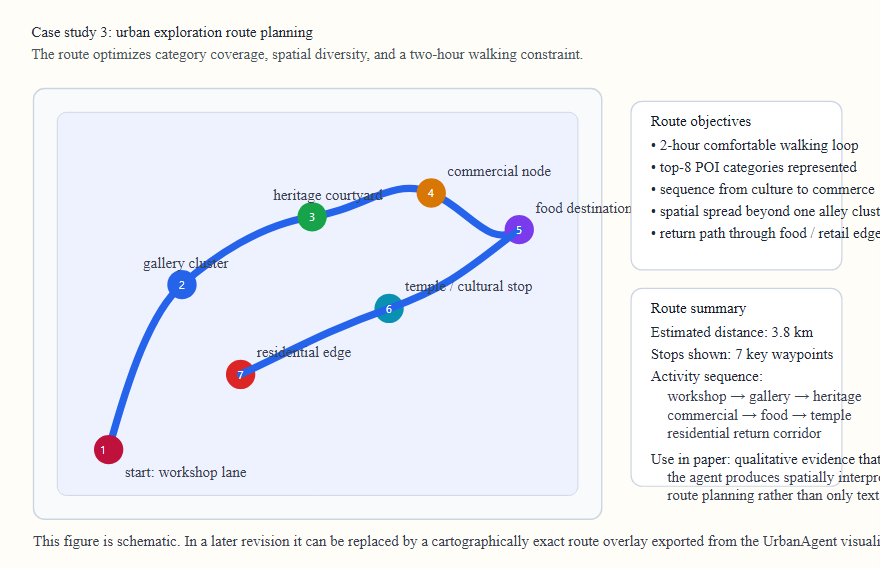 Case study 3: urban exploration route planning
The route optimizes category coverage, spatial diversity, and a two-hour walking constraint.
commercial node
4
heritage courtyard
3
food destination
5
gallery cluster
2
temple / cultural stop
6
residential edge
7
1
start: workshop lane
Route objectives
• 2-hour comfortable walking loop
• top-8 POI categories represented
• sequence from culture to commerce
• spatial spread beyond one alley clust
• return path through food / retail edge
Route summary
Estimated distance: 3.8 km
Stops shown: 7 key waypoints
Activity sequence:
workshop → gallery → heritage
commercial → food → temple
residential return corridor
Use in paper: qualitative evidence that
the agent produces spatially interpre
route planning rather than only text
This figure is schematic. In a later revision it can be replaced by a cartographically exact route overlay exported from the UrbanAgent visuali